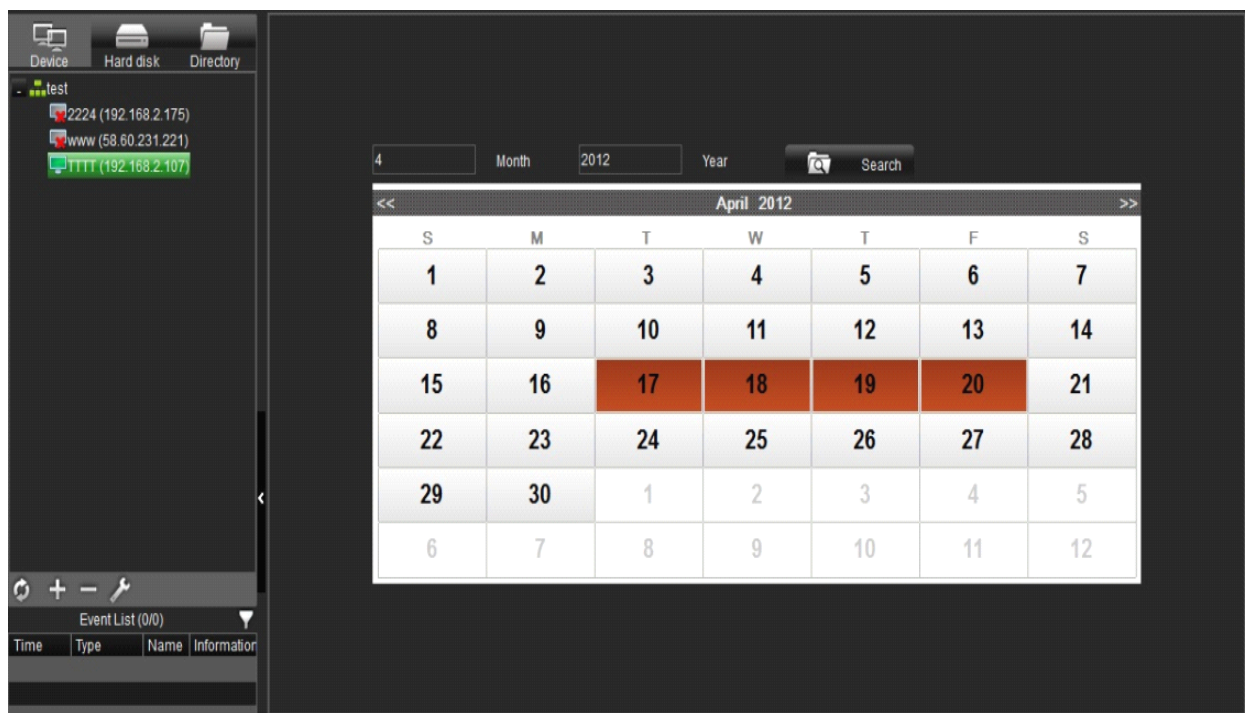 Device Hard disk Directory
- test
2224 (192.168.2.175)
www (58.60.231.221)
TTTT (192.168.2.107)
4 Month 2012 Year Search
<< April 2012 >>
S M T W T F S
1 2 3 4 5 6 7
8 9 10 11 12 13 14
15 16 17 18 19 20 21
22 23 24 25 26 27 28
29 30 1 2 3 4 5
6 7 8 9 10 11 12
Event List (0/0)
Time Type Name Information